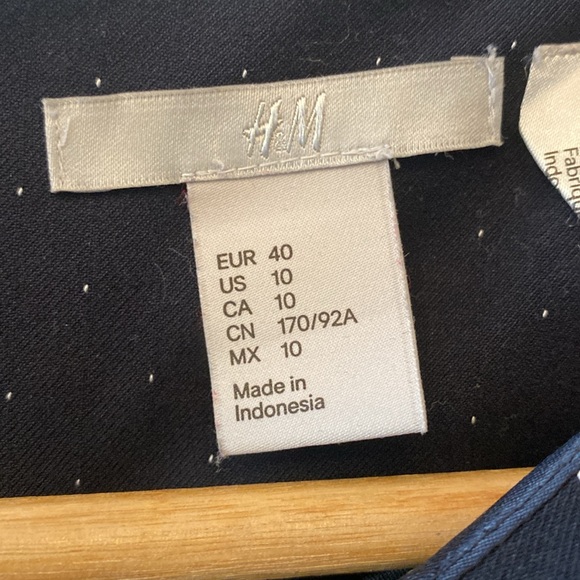 H&M
EUR 40
US 10
CA 10
CN 170/92A
MX 10
Made in
Indonesia